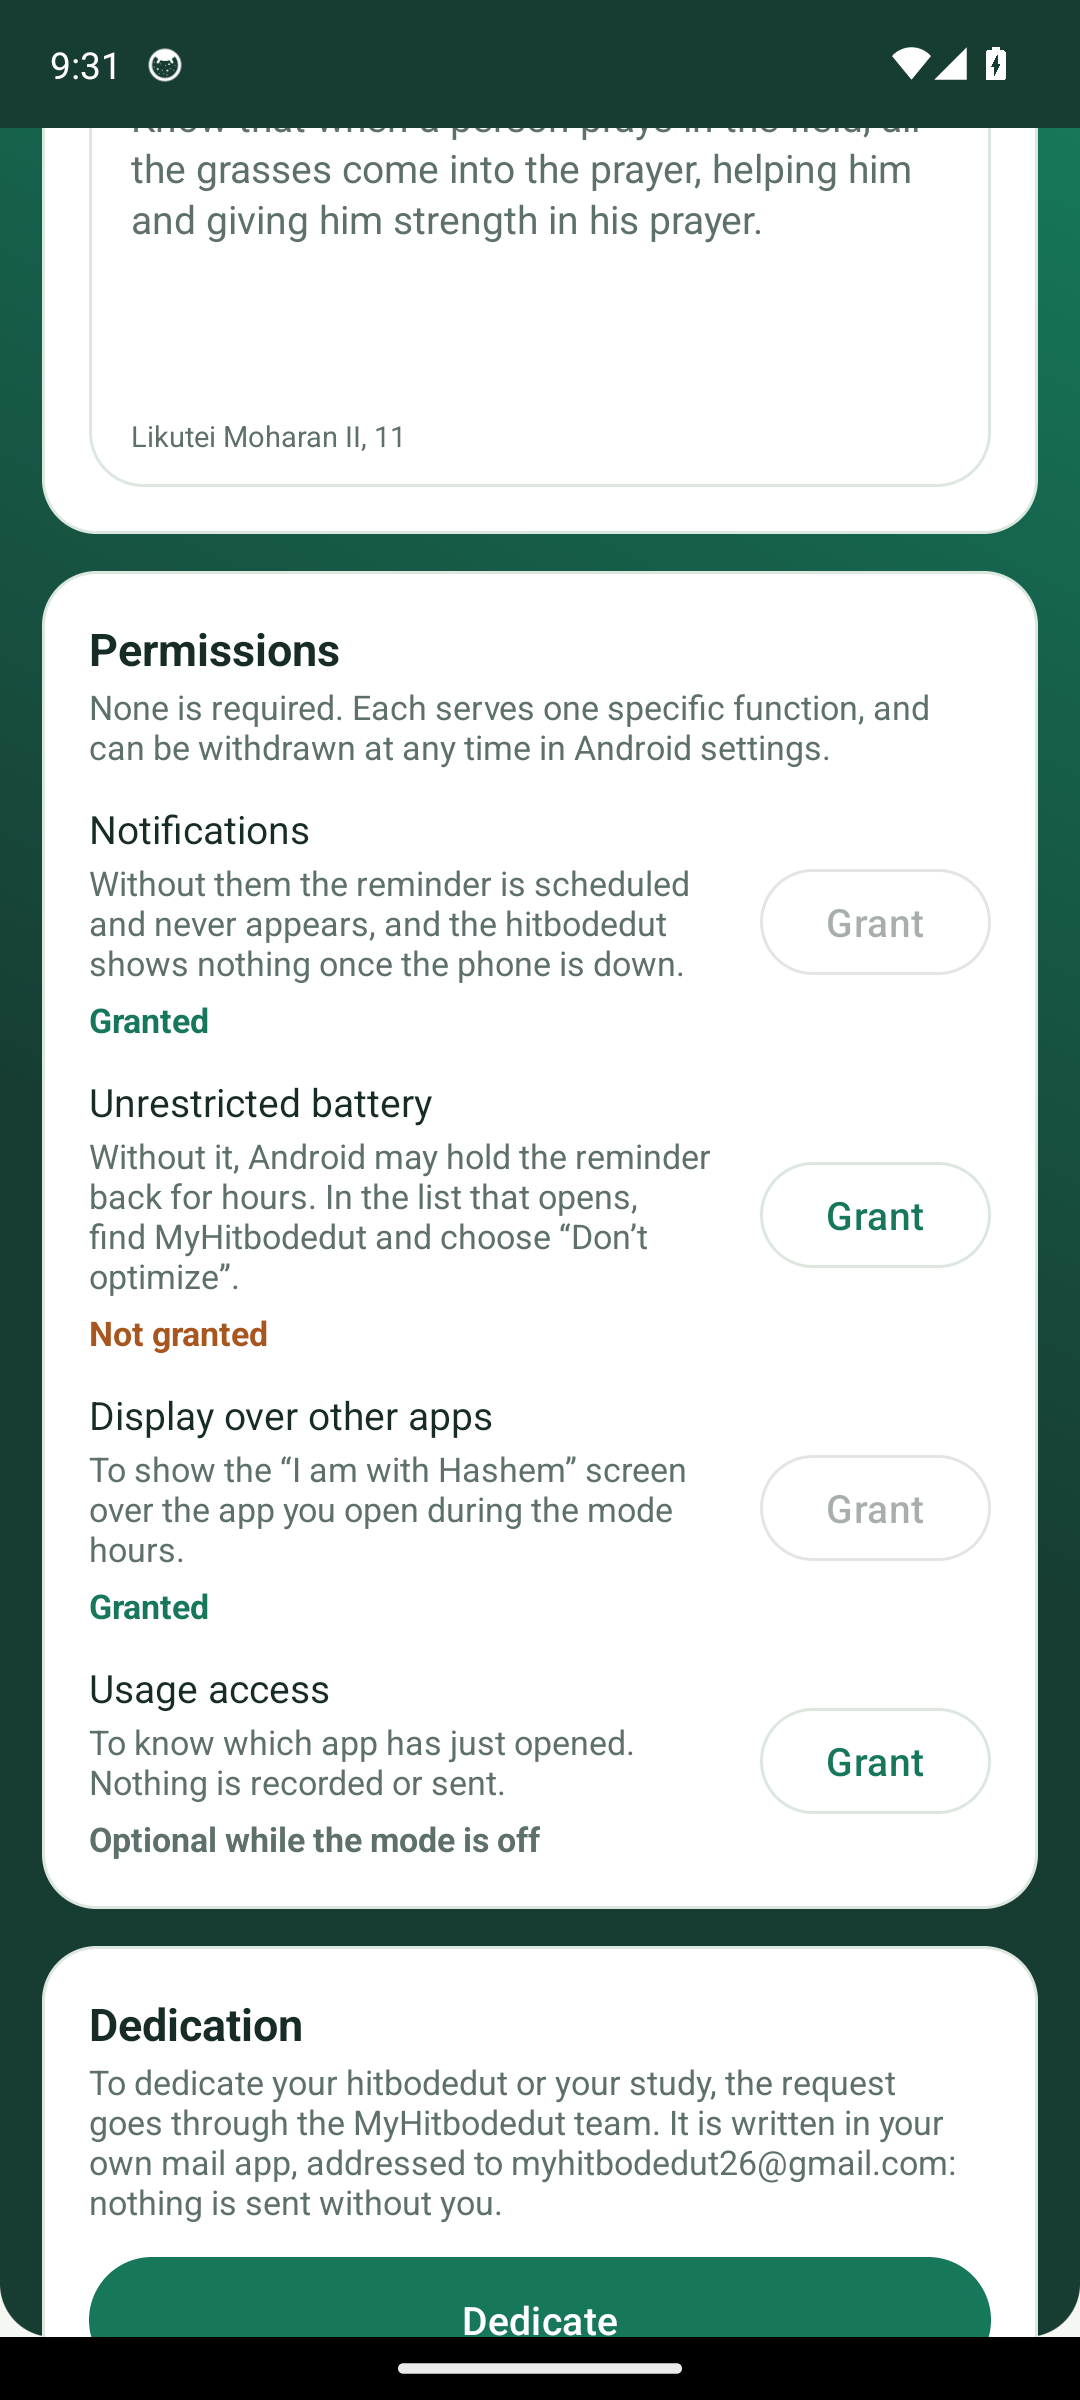 9:31
the grasses come into the prayer, helping him
and giving him strength in his prayer.
Likutei Moharan II, 11
Permissions
None is required. Each serves one specific function, and
can be withdrawn at any time in Android settings.
Notifications
Without them the reminder is scheduled
and never appears, and the hitbodedut
shows nothing once the phone is down.
Grant
Granted
Unrestricted battery
Without it, Android may hold the reminder
back for hours. In the list that opens,
find MyHitbodedut and choose “Don’t
optimize”.
Grant
Not granted
Display over other apps
To show the “I am with Hashem” screen
over the app you open during the mode
hours.
Grant
Granted
Usage access
To know which app has just opened.
Nothing is recorded or sent.
Grant
Optional while the mode is off
Dedication
To dedicate your hitbodedut or your study, the request
goes through the MyHitbodedut team. It is written in your
own mail app, addressed to myhitbodedut26@gmail.com:
nothing is sent without you.
Dedicate